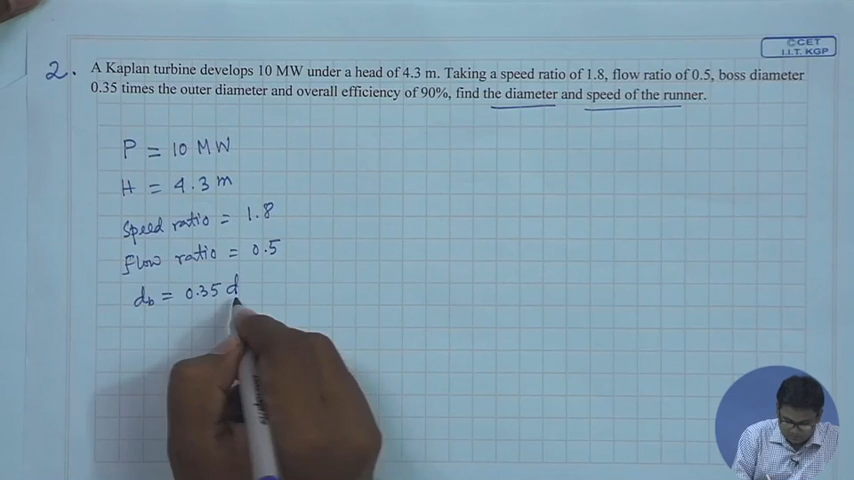 ©CET
I.I.T. KGP
2. A Kaplan turbine develops 10 MW under a head of 4.3 m. Taking a speed ratio of 1.8, flow ratio of 0.5, boss diameter
0.35 times the outer diameter and overall efficiency of 90%, find the diameter and speed of the runner.
P = 10 MW
H = 4.3 m
Speed ratio = 1.8
flow ratio = 0.5
db = 0.35 d